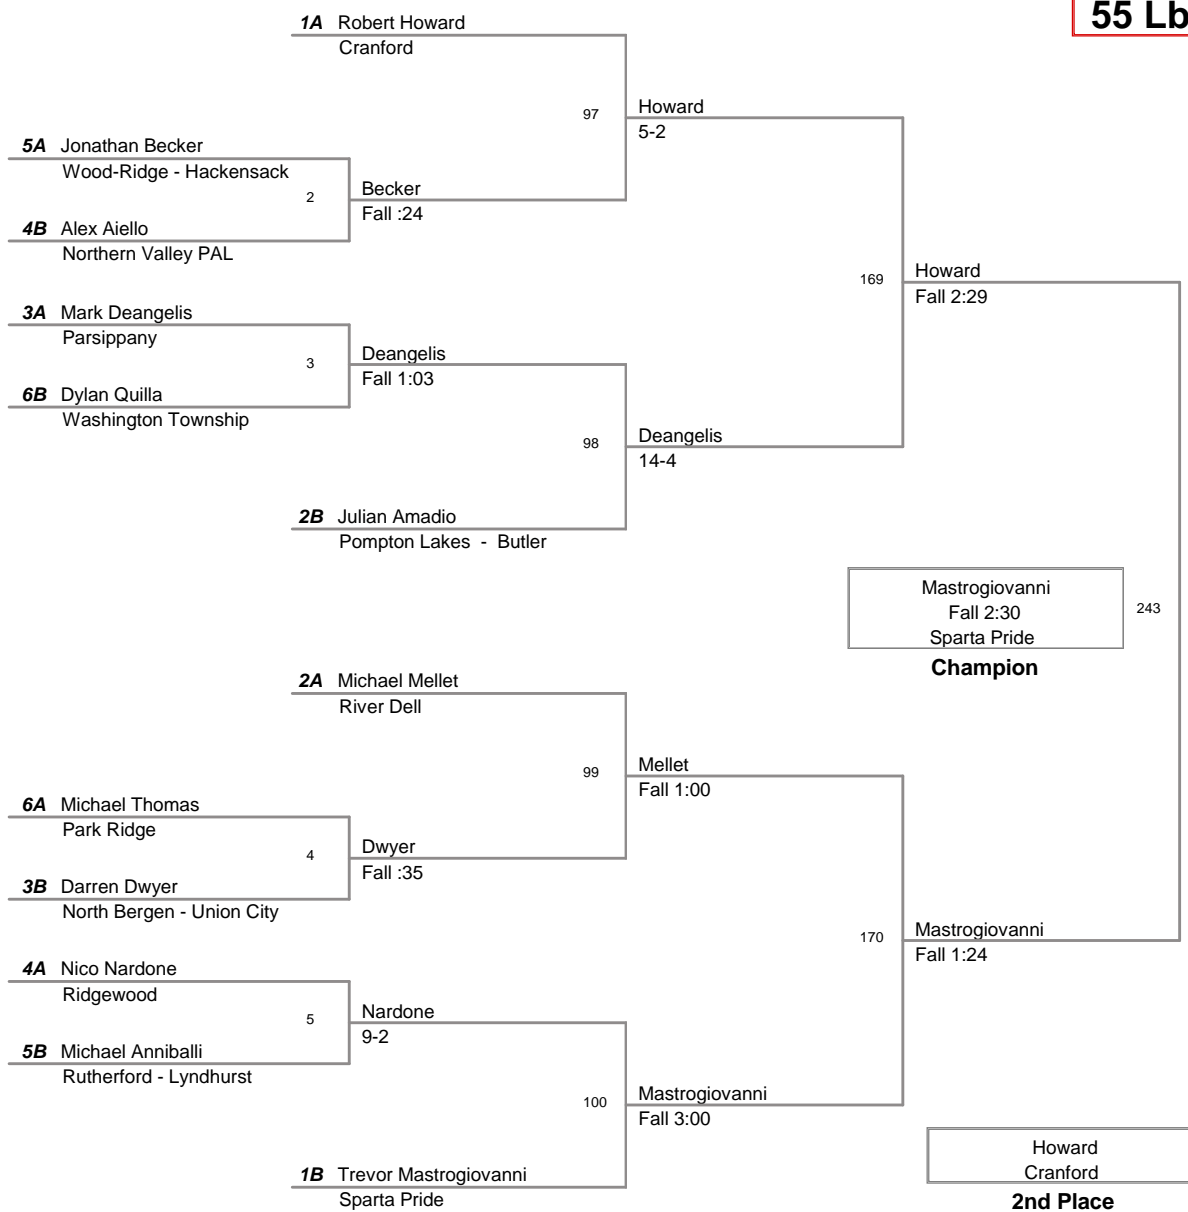 55 Lb
1A Robert Howard
Cranford
97
Howard
5-2
5A Jonathan Becker
Wood-Ridge - Hackensack
2
Becker
Fall :24
4B Alex Aiello
Northern Valley PAL
169
Howard
Fall 2:29
3A Mark Deangelis
Parsippany
3
Deangelis
Fall 1:03
6B Dylan Quilla
Washington Township
98
Deangelis
14-4
2B Julian Amadio
Pompton Lakes - Butler
Mastrogiovanni
Fall 2:30
Sparta Pride
243
Champion
2A Michael Mellet
River Dell
99
Mellet
Fall 1:00
6A Michael Thomas
Park Ridge
4
Dwyer
Fall :35
3B Darren Dwyer
North Bergen - Union City
170
Mastrogiovanni
Fall 1:24
4A Nico Nardone
Ridgewood
5
Nardone
9-2
5B Michael Anniballi
Rutherford - Lyndhurst
100
Mastrogiovanni
Fall 3:00
1B Trevor Mastrogiovanni
Sparta Pride
Howard
Cranford
2nd Place